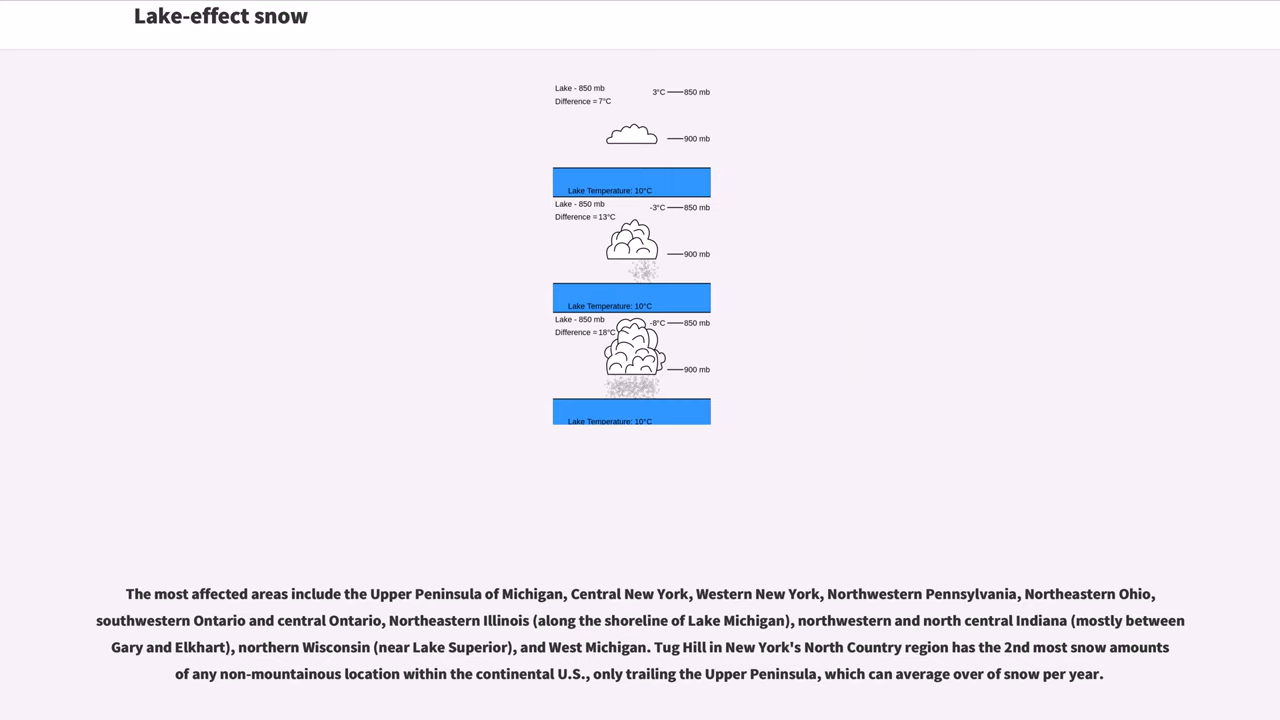 Lake-effect snow
Lake - 850 mb
3°C 850 mb
Difference = 7°C
900 mb
Lake Temperature: 10°C
Lake - 850 mb
-3°C 850 mb
Difference = 13°C
900 mb
Lake Temperature: 10°C
Lake - 850 mb
-8°C 850 mb
Difference = 18°C
900 mb
Lake Temperature: 10°C
The most affected areas include the Upper Peninsula of Michigan, Central New York, Western New York, Northwestern Pennsylvania, Northeastern Ohio,
southwestern Ontario and central Ontario, Northeastern Illinois (along the shoreline of Lake Michigan), northwestern and north central Indiana (mostly between
Gary and Elkhart), northern Wisconsin (near Lake Superior), and West Michigan. Tug Hill in New York's North Country region has the 2nd most snow amounts
of any non-mountainous location within the continental U.S., only trailing the Upper Peninsula, which can average over of snow per year.